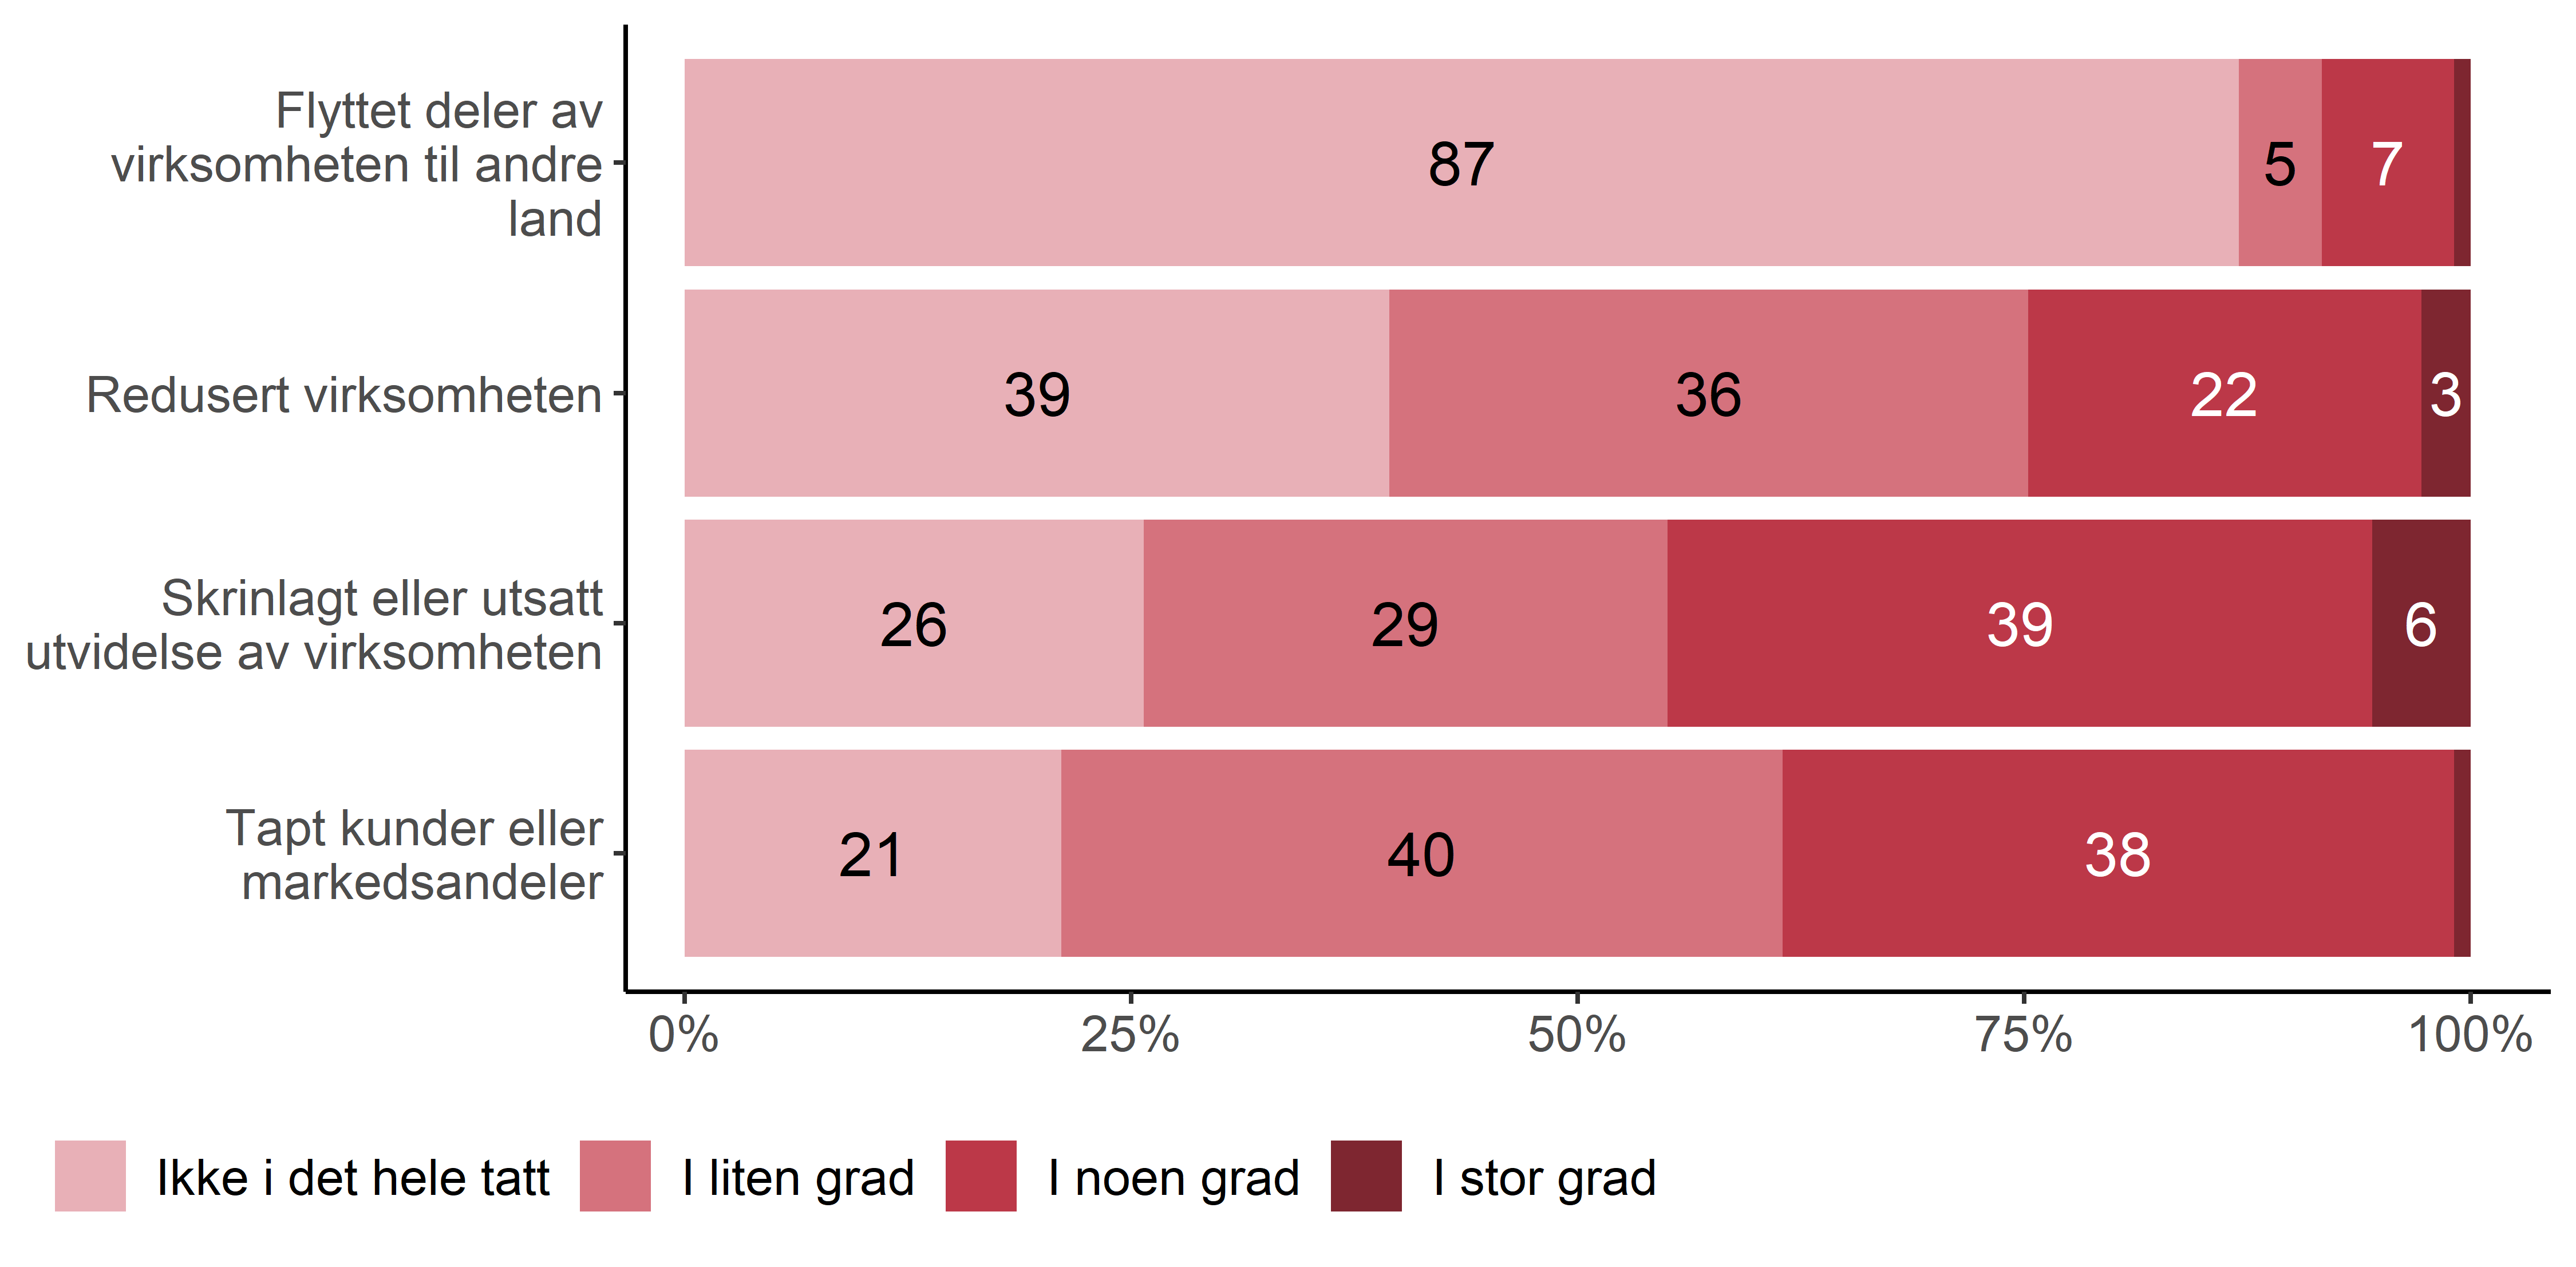 Flyttet deler av
virksomheten til andre
land
87 5 7
Redusert virksomheten
39 36 22 3
Skrinlagt eller utsatt
utvidelse av virksomheten
26 29 39 6
Tapt kunder eller
markedsandeler
21 40 38
0% 25% 50% 75% 100%
Ikke i det hele tatt I liten grad I noen grad I stor grad